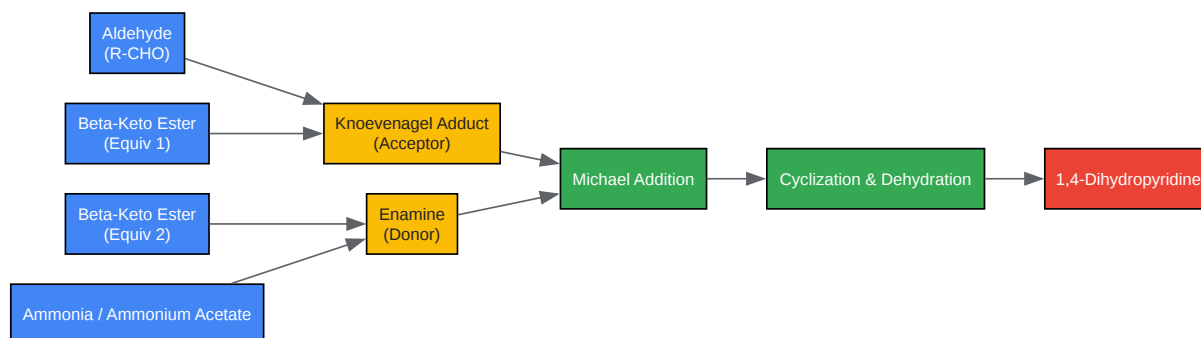 Aldehyde
(R-CHO)
Beta-Keto Ester
(Equiv 1)
Knoevenagel Adduct
(Acceptor)
Beta-Keto Ester
(Equiv 2)
Enamine
(Donor)
Ammonia / Ammonium Acetate
Michael Addition
Cyclization & Dehydration
1,4-Dihydropyridine